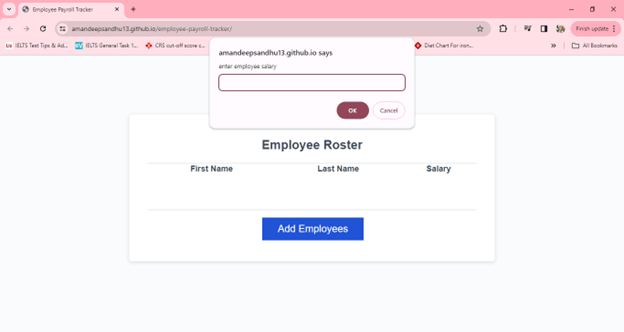 Employee Payroll Tracker
amandeepsandhu13.github.io/employee-payroll-tracker/
Finish update
IELTS Test Tips & Ad...
IELTS General Task 1...
CRS cut-off score o...
Diet Chart For iron...
All Bookmarks
amandeepsandhu13.github.io says
enter employee salary
OK Cancel
Employee Roster
First Name Last Name Salary
Add Employees